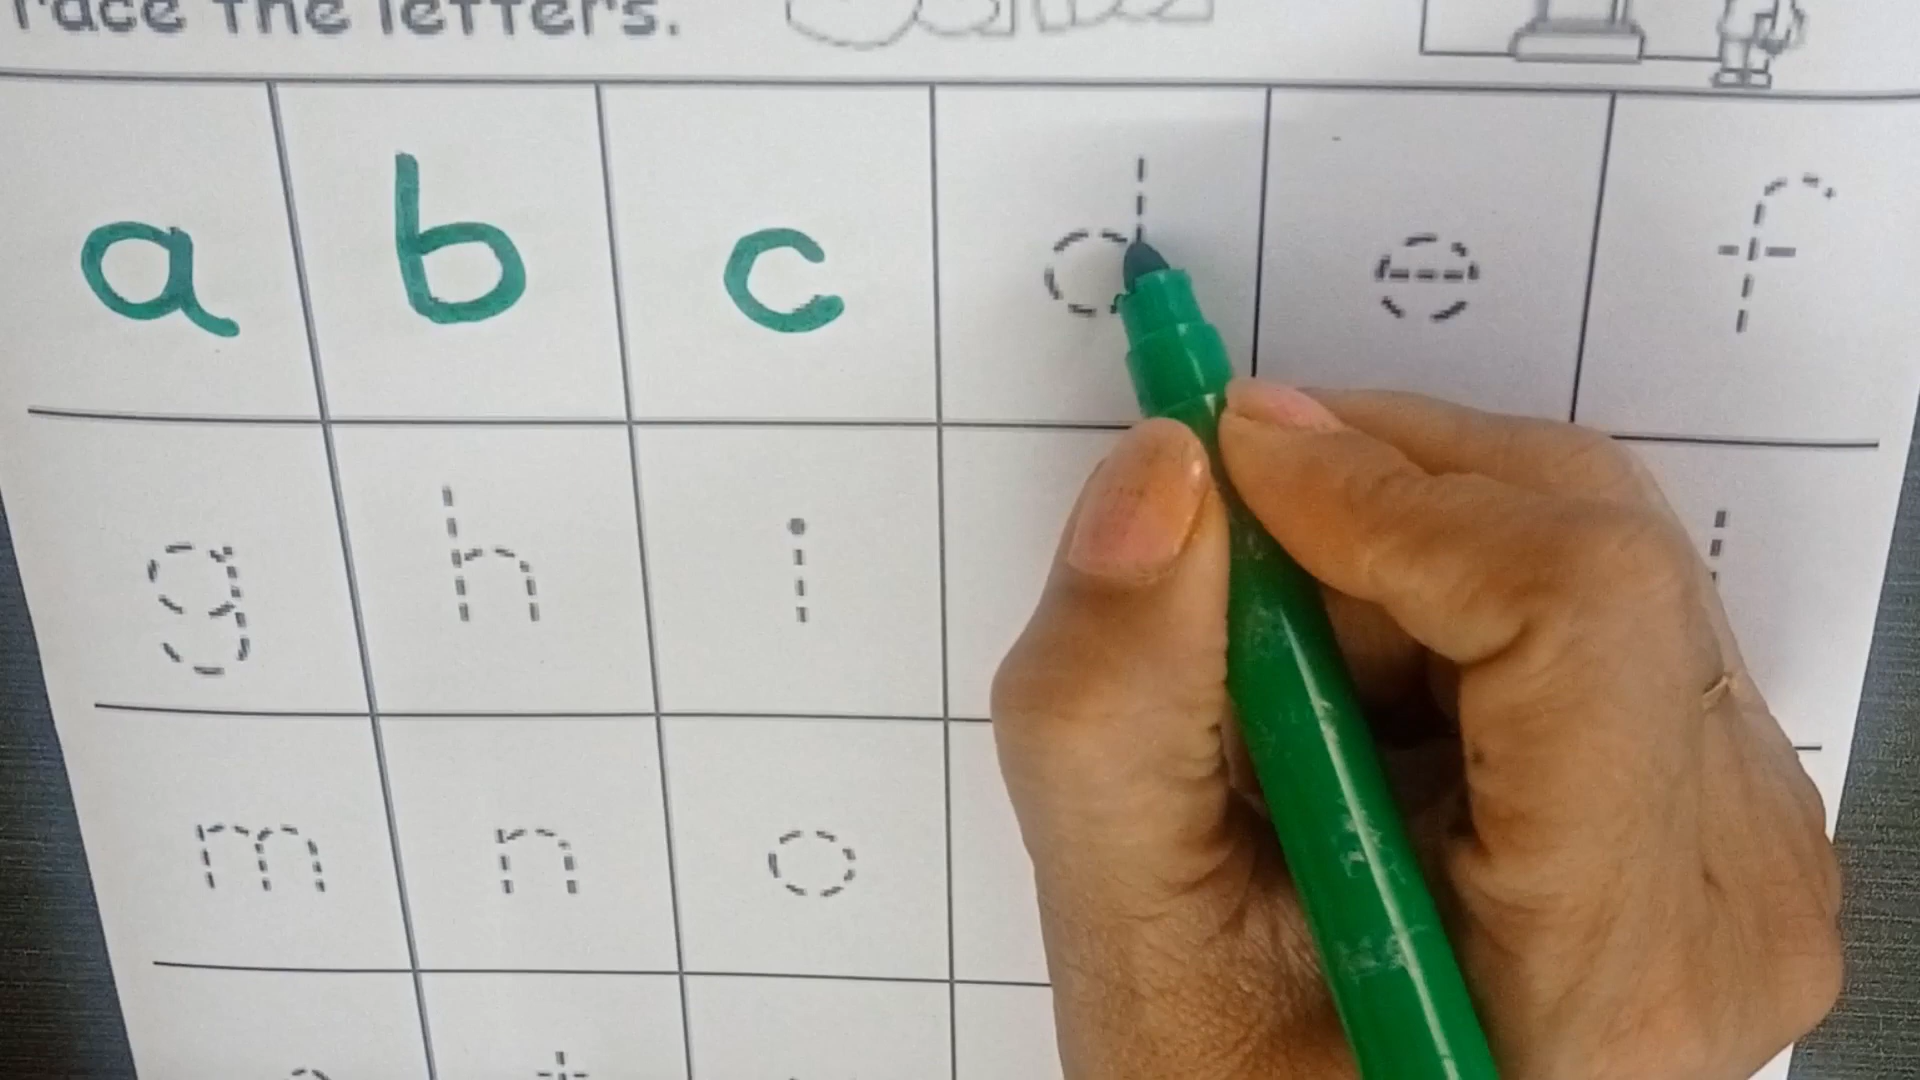 race the letters.
a b c d e f
g h i
m n o